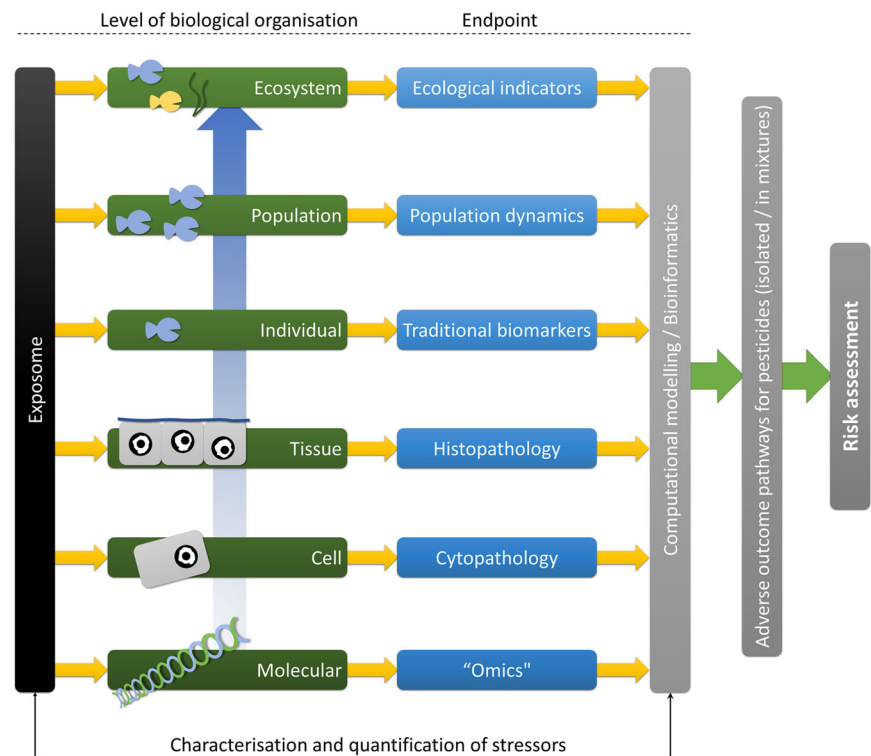 Level of biological organisation
Endpoint
Exposome
Ecosystem
Ecological indicators
Population
Population dynamics
Individual
Traditional biomarkers
Tissue
Histopathology
Cell
Cytopathology
Molecular
“Omics"
Computational modelling / Bioinformatics
Adverse outcome pathways for pesticides (isolated / in mixtures)
Risk assessment
Characterisation and quantification of stressors